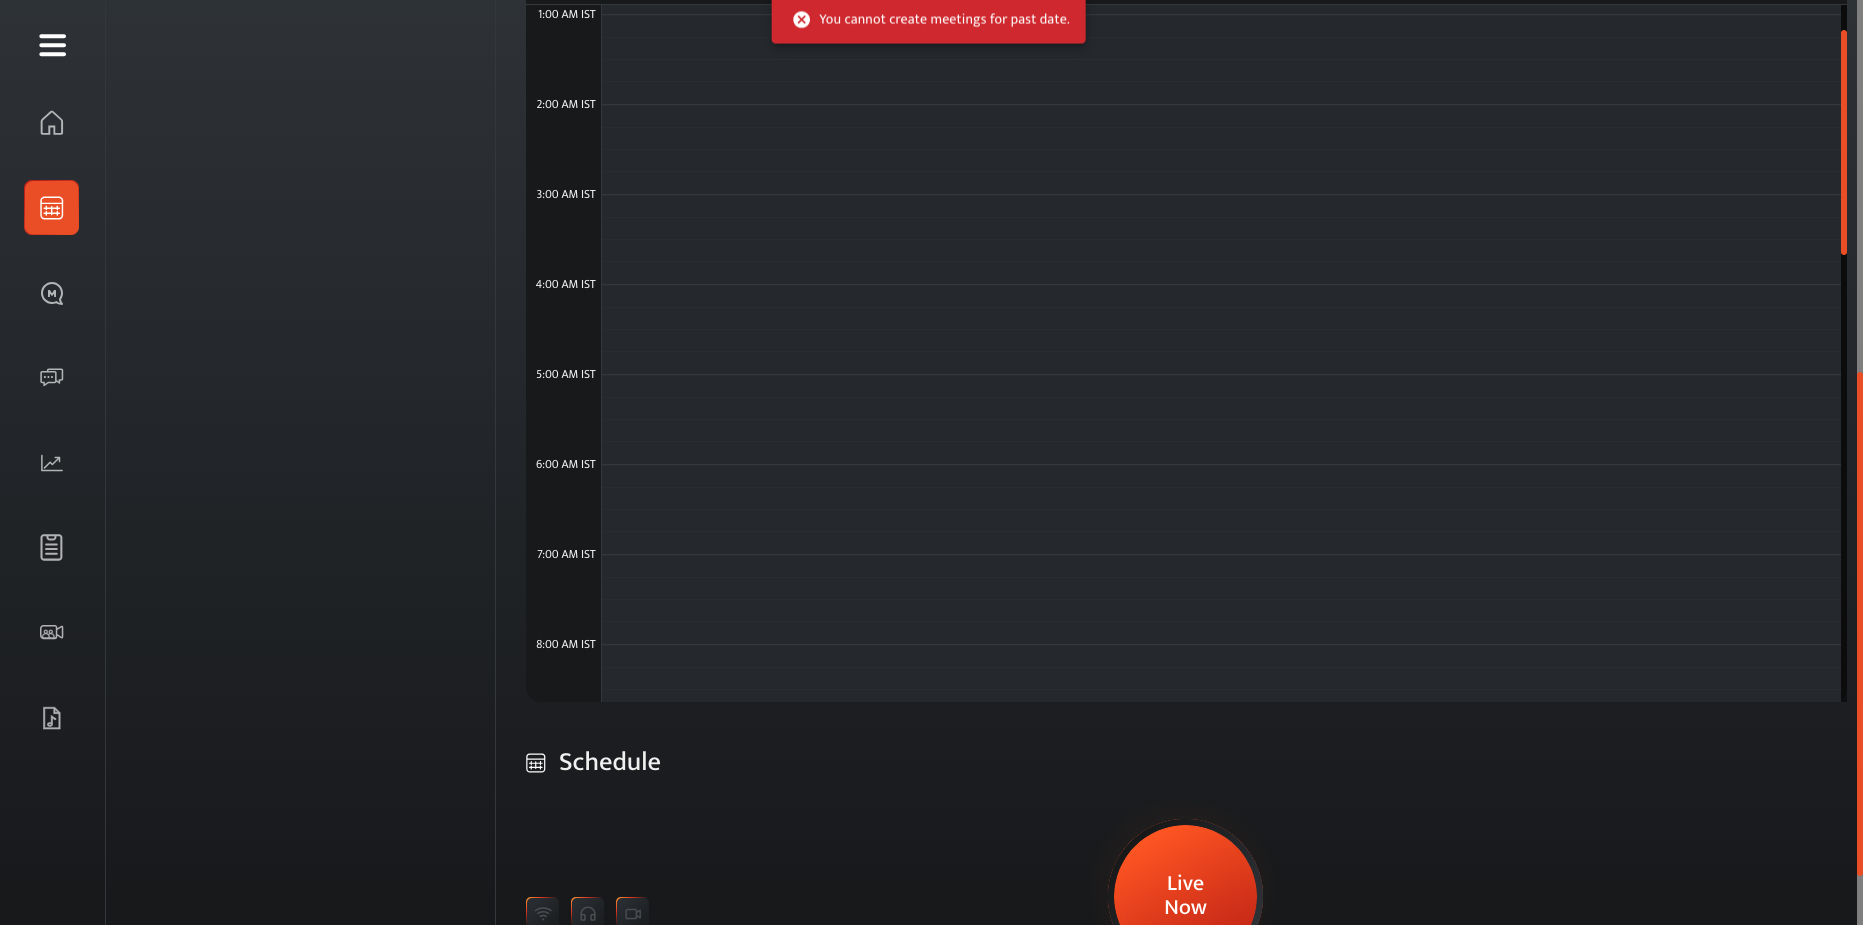 You cannot create meetings for past date.
1:00 AM IST
2:00 AM IST
3:00 AM IST
4:00 AM IST
5:00 AM IST
6:00 AM IST
7:00 AM IST
8:00 AM IST
M
Schedule
Live
Now